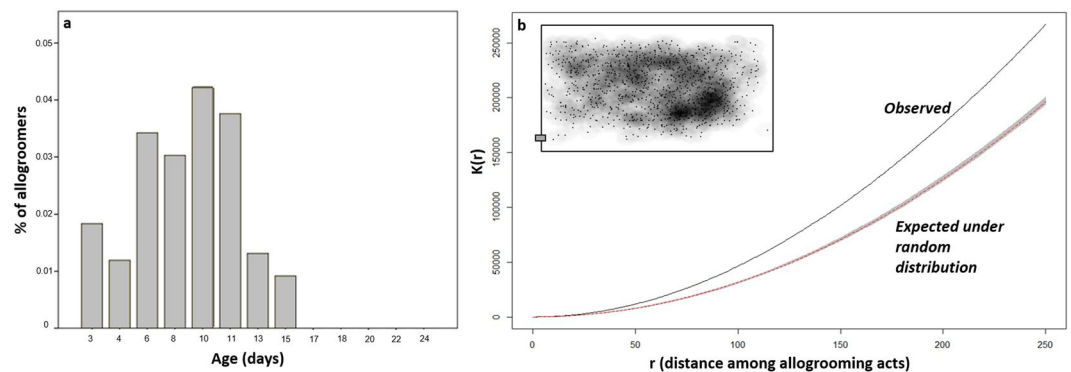 a
% of allogroomers
0.05
0.04
0.03
0.02
0.01
0
3 4 6 8 10 11 13 15 17 18 20 22 24
Age (days)
b
K(r)
250000
200000
150000
100000
50000
0
Observed
Expected under
random
distribution
0 50 100 150 200 250
r (distance among allogrooming acts)